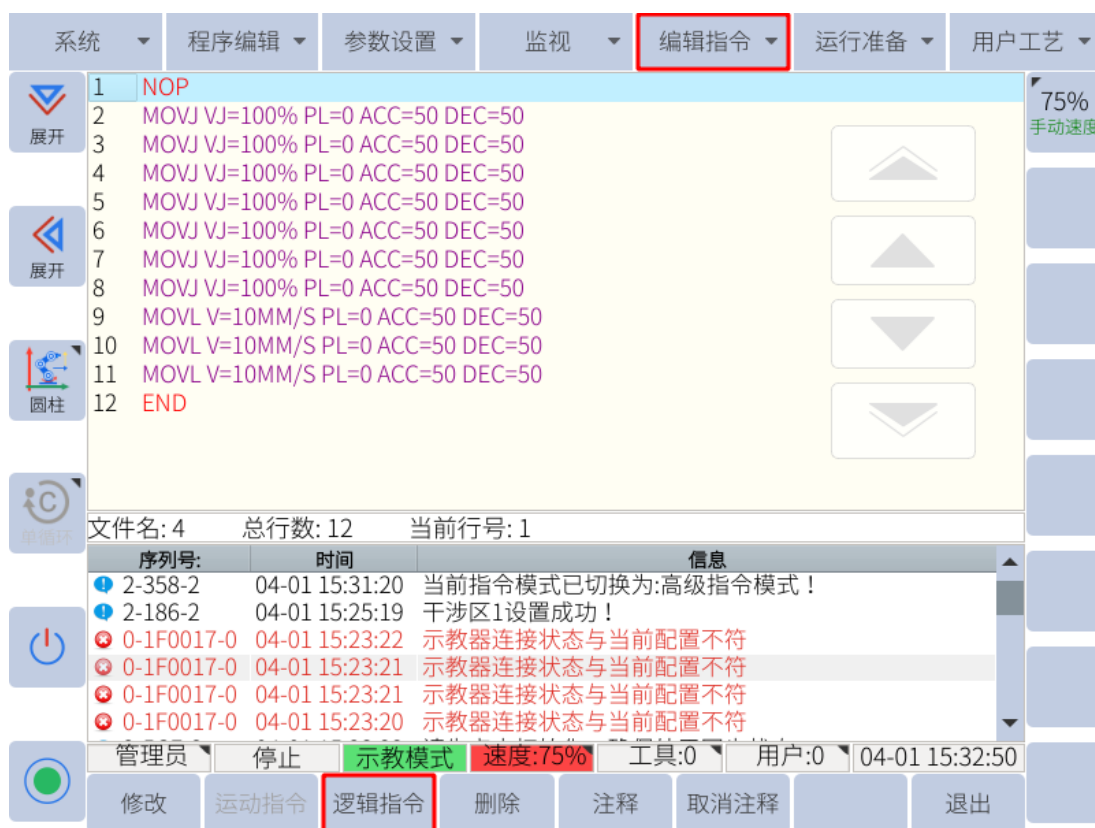 系统 程序编辑 参数设置 监视 编辑指令 运行准备 用户工艺
展开
展开
圆柱
单循环
75%
手动速度
1 NOP
2 MOVJ VJ=100% PL=0 ACC=50 DEC=50
3 MOVJ VJ=100% PL=0 ACC=50 DEC=50
4 MOVJ VJ=100% PL=0 ACC=50 DEC=50
5 MOVJ VJ=100% PL=0 ACC=50 DEC=50
6 MOVJ VJ=100% PL=0 ACC=50 DEC=50
7 MOVJ VJ=100% PL=0 ACC=50 DEC=50
8 MOVJ VJ=100% PL=0 ACC=50 DEC=50
9 MOVL V=10MM/S PL=0 ACC=50 DEC=50
10 MOVL V=10MM/S PL=0 ACC=50 DEC=50
11 MOVL V=10MM/S PL=0 ACC=50 DEC=50
12 END
文件名: 4 总行数: 12 当前行号: 1
序列号: 时间 信息
2-358-2 04-01 15:31:20 当前指令模式已切换为:高级指令模式！
2-186-2 04-01 15:25:19 干涉区1设置成功！
0-1F0017-0 04-01 15:23:22 示教器连接状态与当前配置不符
0-1F0017-0 04-01 15:23:21 示教器连接状态与当前配置不符
0-1F0017-0 04-01 15:23:21 示教器连接状态与当前配置不符
0-1F0017-0 04-01 15:23:20 示教器连接状态与当前配置不符
管理员 停止 示教模式 速度:75% 工具:0 用户:0 04-01 15:32:50
修改 运动指令 逻辑指令 删除 注释 取消注释 退出